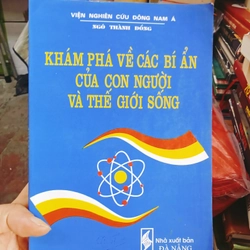 VIỆN NGHIÊN CỨU ĐÔNG NAM Á
NGÔ THÀNH ĐỒNG
KHÁM PHÁ VỀ CÁC BÍ ẨN
CỦA CON NGƯỜI
VÀ THẾ GIỚI SỐNG
Nhà xuất bản
ĐÀ NẴNG